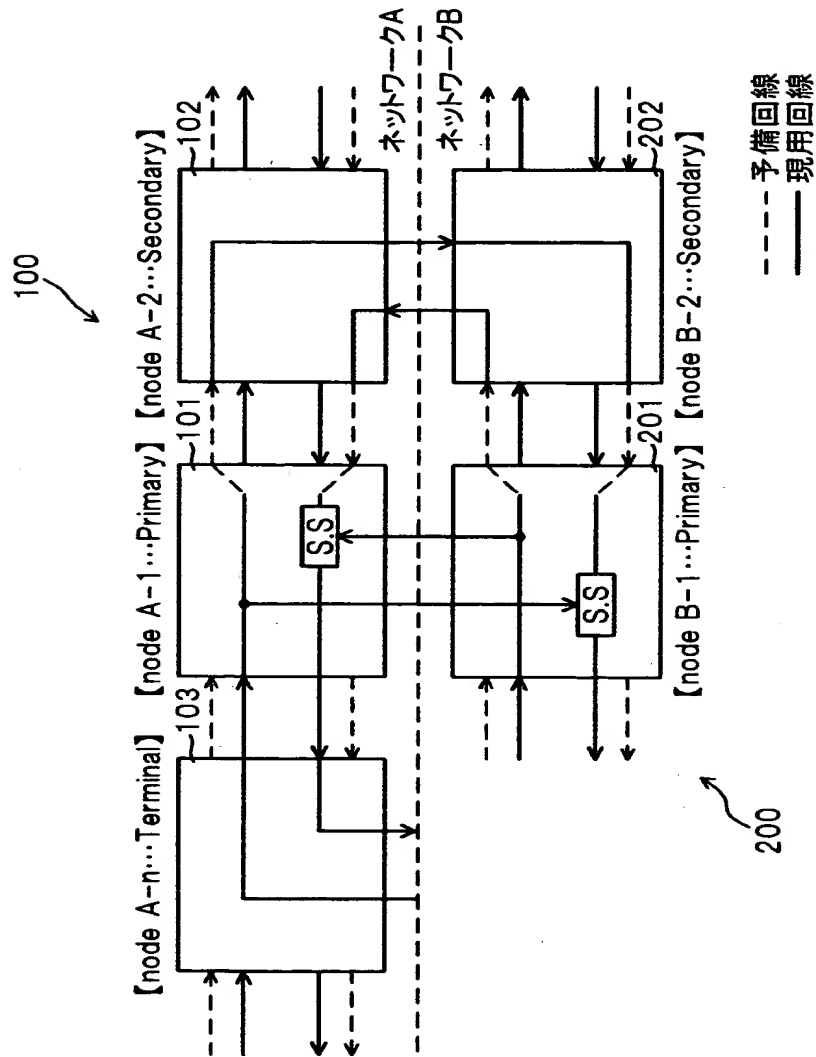 100
【node A-n…Terminal】
103
【node A-1…Primary】
101
【node A-2…Secondary】
102
S.S
ネットワークA
ネットワークB
S.S
201
【node B-1…Primary】
202
【node B-2…Secondary】
200
予備回線
現用回線